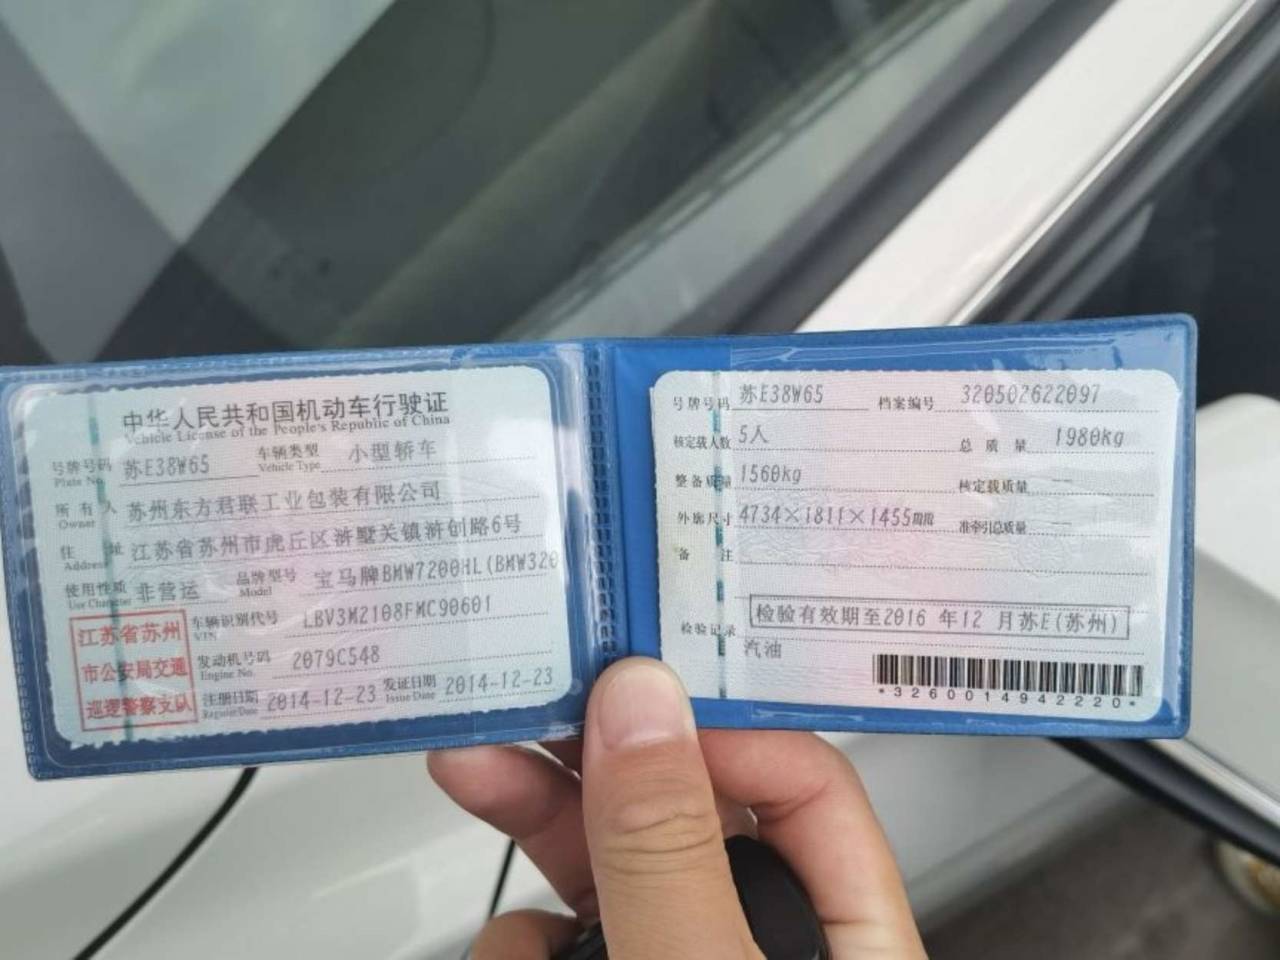 中华人民共和国机动车行驶证
Vehicle License of the People's Republic of China
号牌号码 苏E38W65 车辆类型 小型轿车
Plate No. Vehicle Type
所有人 苏州东方君联工业包装有限公司
Owner
住址 江苏省苏州市虎丘区浒墅关镇浒创路6号
Address
使用性质 非营运 品牌型号 宝马牌BMW7200HL(BMW320
Use Character Model
江苏省苏州
市公安局交通
巡逻警察支队
车辆识别代号 LBV3M2108FMC90601
VIN
发动机号码 2079C548
Engine No.
注册日期 2014-12-23 发证日期 2014-12-23
Register Date Issue Date
号牌号码 苏E38W65 档案编号 320502622097
核定载人数 5人 总质量 1980kg
整备质量 1560kg 核定载质量 --
外廓尺寸 4734×1811×1455mm 准牵引总质量 --
备注
检验有效期至2016 年12 月苏E(苏州)
检验记录
汽油
*3260014942220*